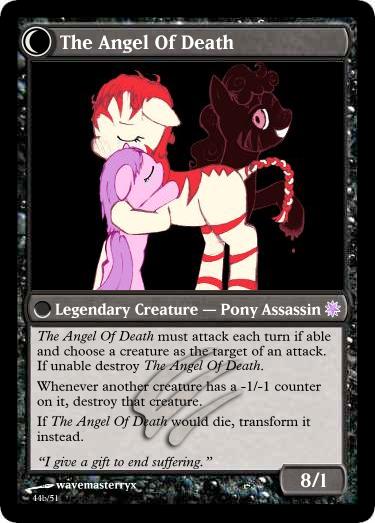 The Angel Of Death
Legendary Creature — Pony Assassin
The Angel Of Death must attack each turn if able
and choose a creature as the target of an attack.
If unable destroy The Angel Of Death.
Whenever another creature has a -1/-1 counter
on it, destroy that creature.
If The Angel Of Death would die, transform it
instead.
“I give a gift to end suffering.”
wavemasterryx
44b/51
8/1